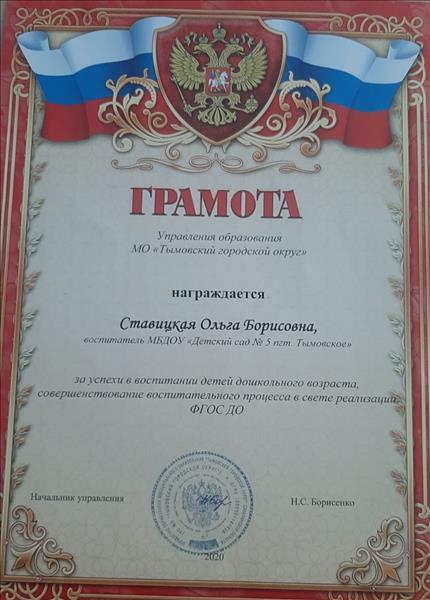 ГРАМОТА
Управления образования
МО «Тымовский городской округ»
награждается
Ставицкая Ольга Борисовна,
воспитатель МБДОУ «Детский сад № 5 пгт. Тымовское»
за успехи в воспитании детей дошкольного возраста,
совершенствование воспитательного процесса в свете реализации
ФГОС ДО
Начальник управления
Н.С. Борисенко
2020